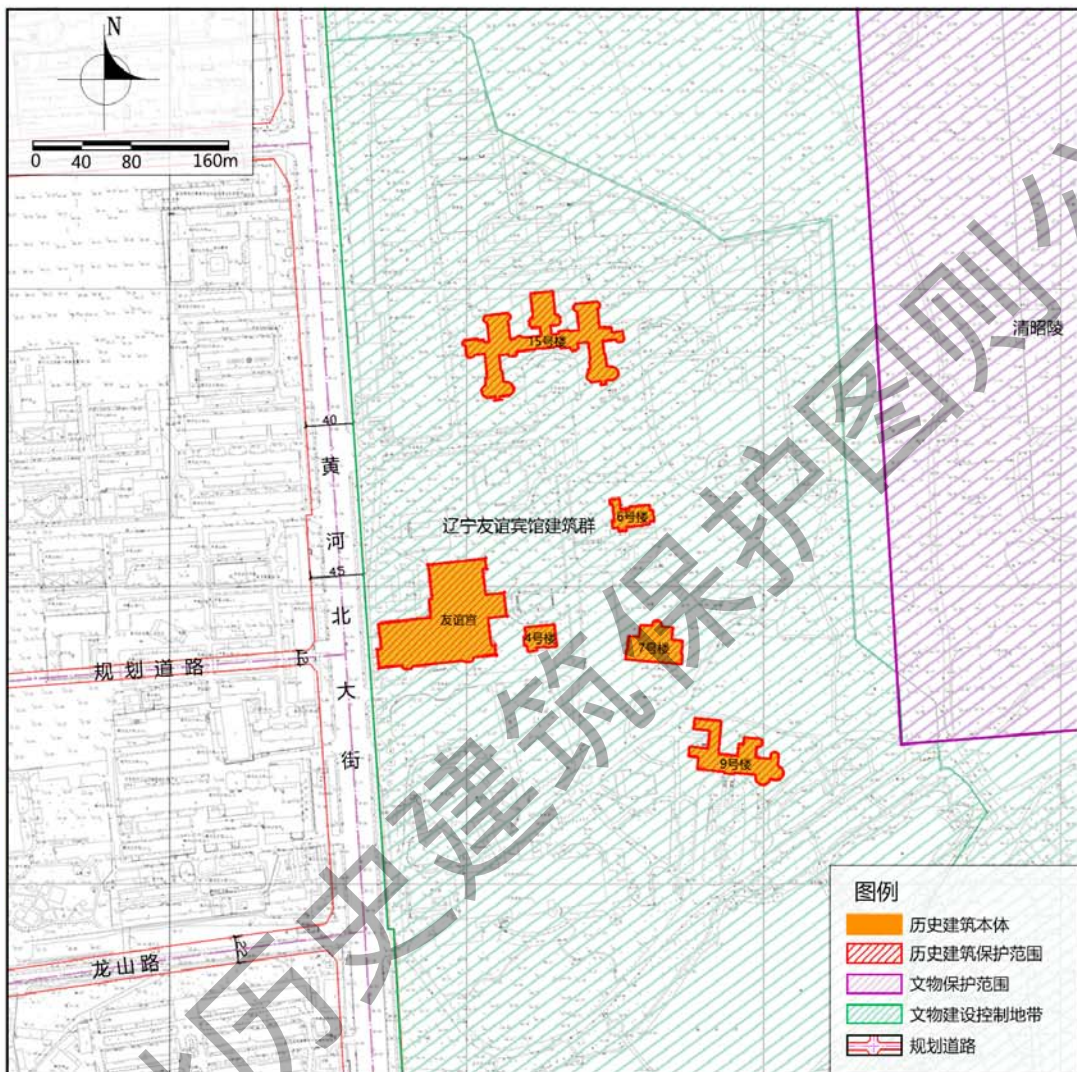 N
0 40 80 160m
清昭陵
15号楼
40
黄河北大街
6号楼
辽宁友谊宾馆建筑群
45
友谊宫
4号楼
7号楼
规划道路
12
9号楼
龙山路
22
图例
历史建筑本体
历史建筑保护范围
文物保护范围
文物建设控制地带
规划道路
历史建筑保护图则公